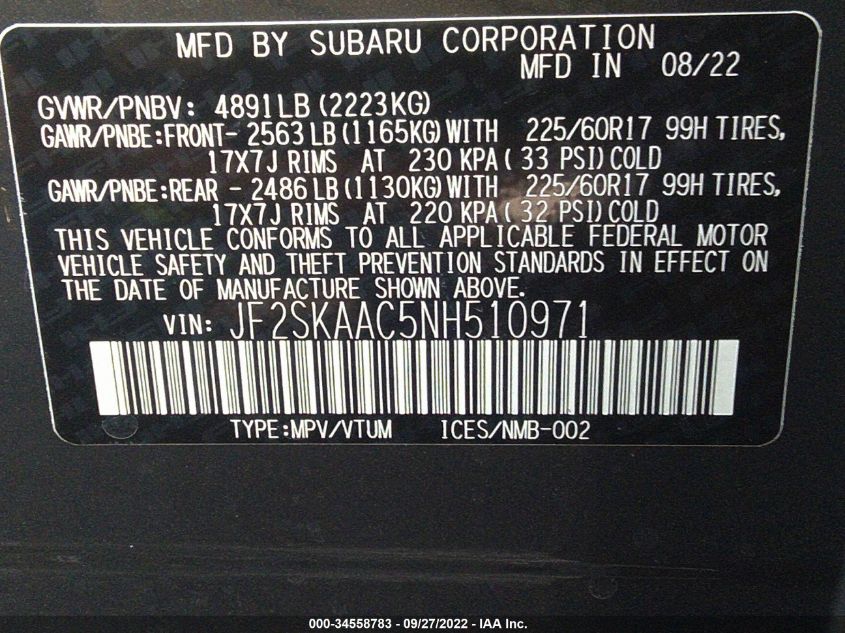 MFD BY SUBARU CORPORATION
MFD IN 08/22
GVWR/PNBV: 4891LB (2223KG)
GAWR/PNBE:FRONT- 2563 LB (1165KG) WITH 225/60R17 99H TIRES,
17X7J RIMS AT 230 KPA ( 33 PSI) COLD
GAWR/PNBE:REAR - 2486 LB (1130KG) WITH 225/60R17 99H TIRES,
17X7J RIMS AT 220 KPA ( 32 PSI) COLD
THIS VEHICLE CONFORMS TO ALL APPLICABLE FEDERAL MOTOR
VEHICLE SAFETY AND THEFT PREVENTION STANDARDS IN EFFECT ON
THE DATE OF MANUFACTURE SHOWN ABOVE.
VIN: JF2SKAAC5NH510971
TYPE:MPV/VTUM ICES/NMB-002
000-34558783 - 09/27/2022 - IAA Inc.